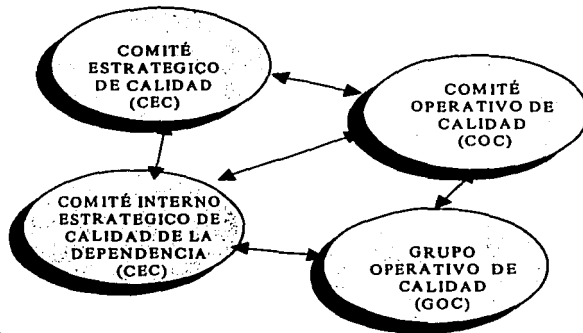 COMITÉ
ESTRATEGICO
DE CALIDAD
(CEC)
COMITÉ
OPERATIVO DE
CALIDAD
(COC)
COMITÉ INTERNO
ESTRATEGICO DE
CALIDAD DE LA
DEPENDENCIA
(CEC)
GRUPO
OPERATIVO DE
CALIDAD
(GOC)